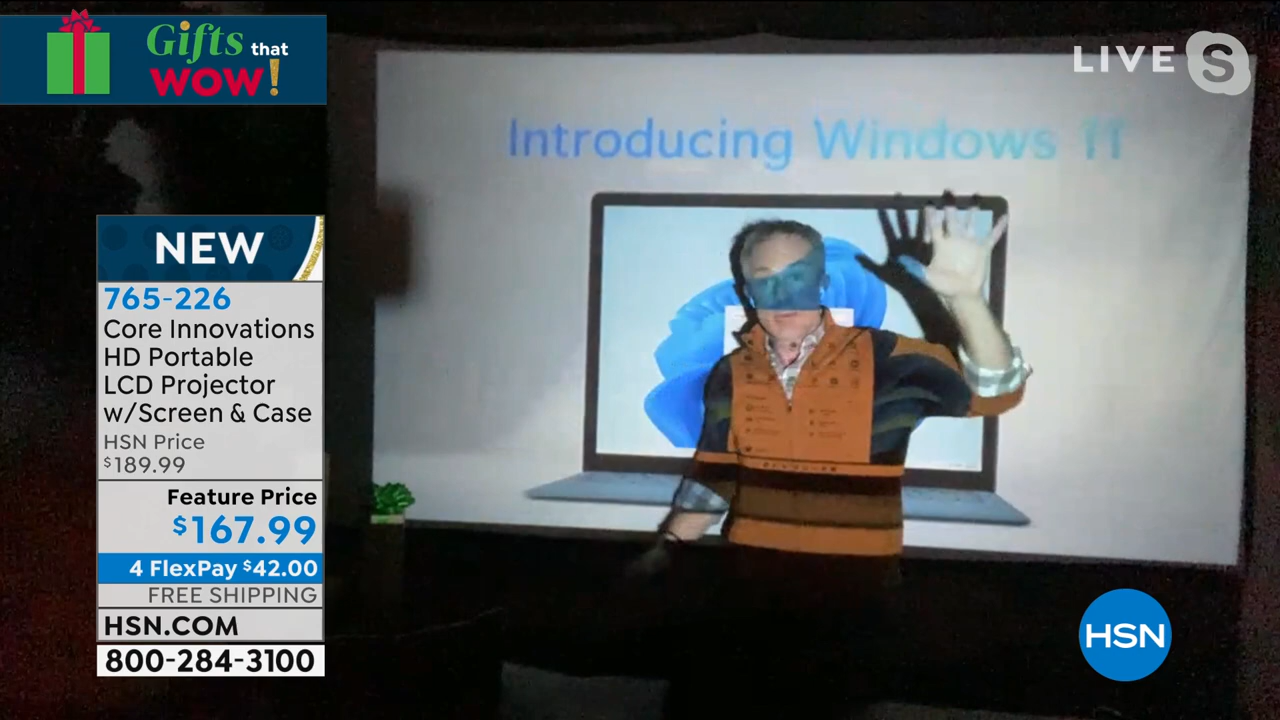 Gifts that
WOW!
LIVE S
Introducing Windows 11
NEW
765-226
Core Innovations
HD Portable
LCD Projector
w/Screen & Case
HSN Price
$189.99
Feature Price
$167.99
4 FlexPay $42.00
FREE SHIPPING
HSN.COM
800-284-3100
HSN